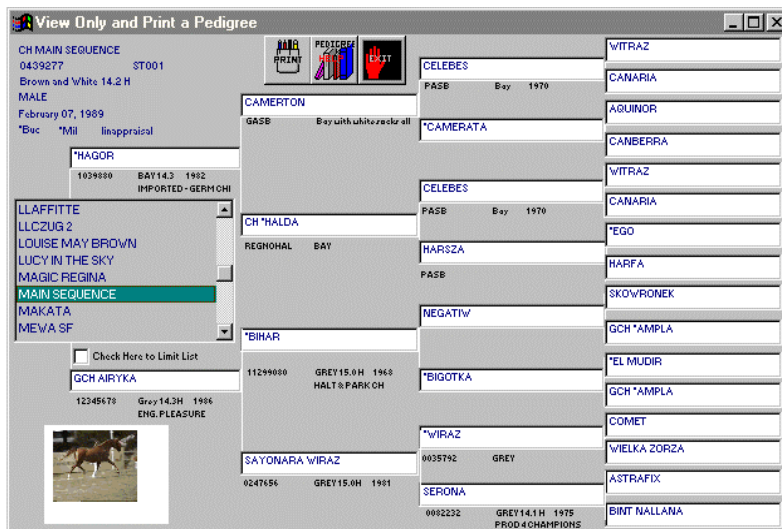 View Only and Print a Pedigree
CH MAIN SEQUENCE
0439277 ST001
Brown and White 14.2 H
MALE
February 07, 1989
*Buc *Mil Iinappraisal
PRINT
PEDIGREE
HELP
EXIT
*HAGOR
1039880 BAY 14.3 1982
IMPORTED - GERM CHI
LLAFFITTE
LLCZUG 2
LOUISE MAY BROWN
LUCY IN THE SKY
MAGIC REGINA
MAIN SEQUENCE
MAKATA
MEWA SF
Check Here to Limit List
GCH AIRYKA
12345678 Grey 14.3H 1986
ENG. PLEASURE
CAMERTON
GASB Bay with white socks all
CH *HALDA
REGNOHAL BAY
*BIHAR
11299080 GREY 15.0 H 1968
HALT & PARK CH
SAYONARA WIRAZ
0247656 GREY 15.0H 1981
CELEBES
PASB Bay 1970
*CAMERATA
CELEBES
PASB Bay 1970
HARSZA
PASB
NEGATIW
*BIGOTKA
*WIRAZ
0035792 GREY
SERONA
0082232 GREY 14.1 H 1975
PROD 4 CHAMPIONS
WITRAZ
CANARIA
AQUINOR
CANBERRA
WITRAZ
CANARIA
*EGO
HARFA
SKOWRONEK
GCH *AMPLA
*EL MUDIR
GCH *AMPLA
COMET
WIELKA ZORZA
ASTRAFIX
BINT NALLANA